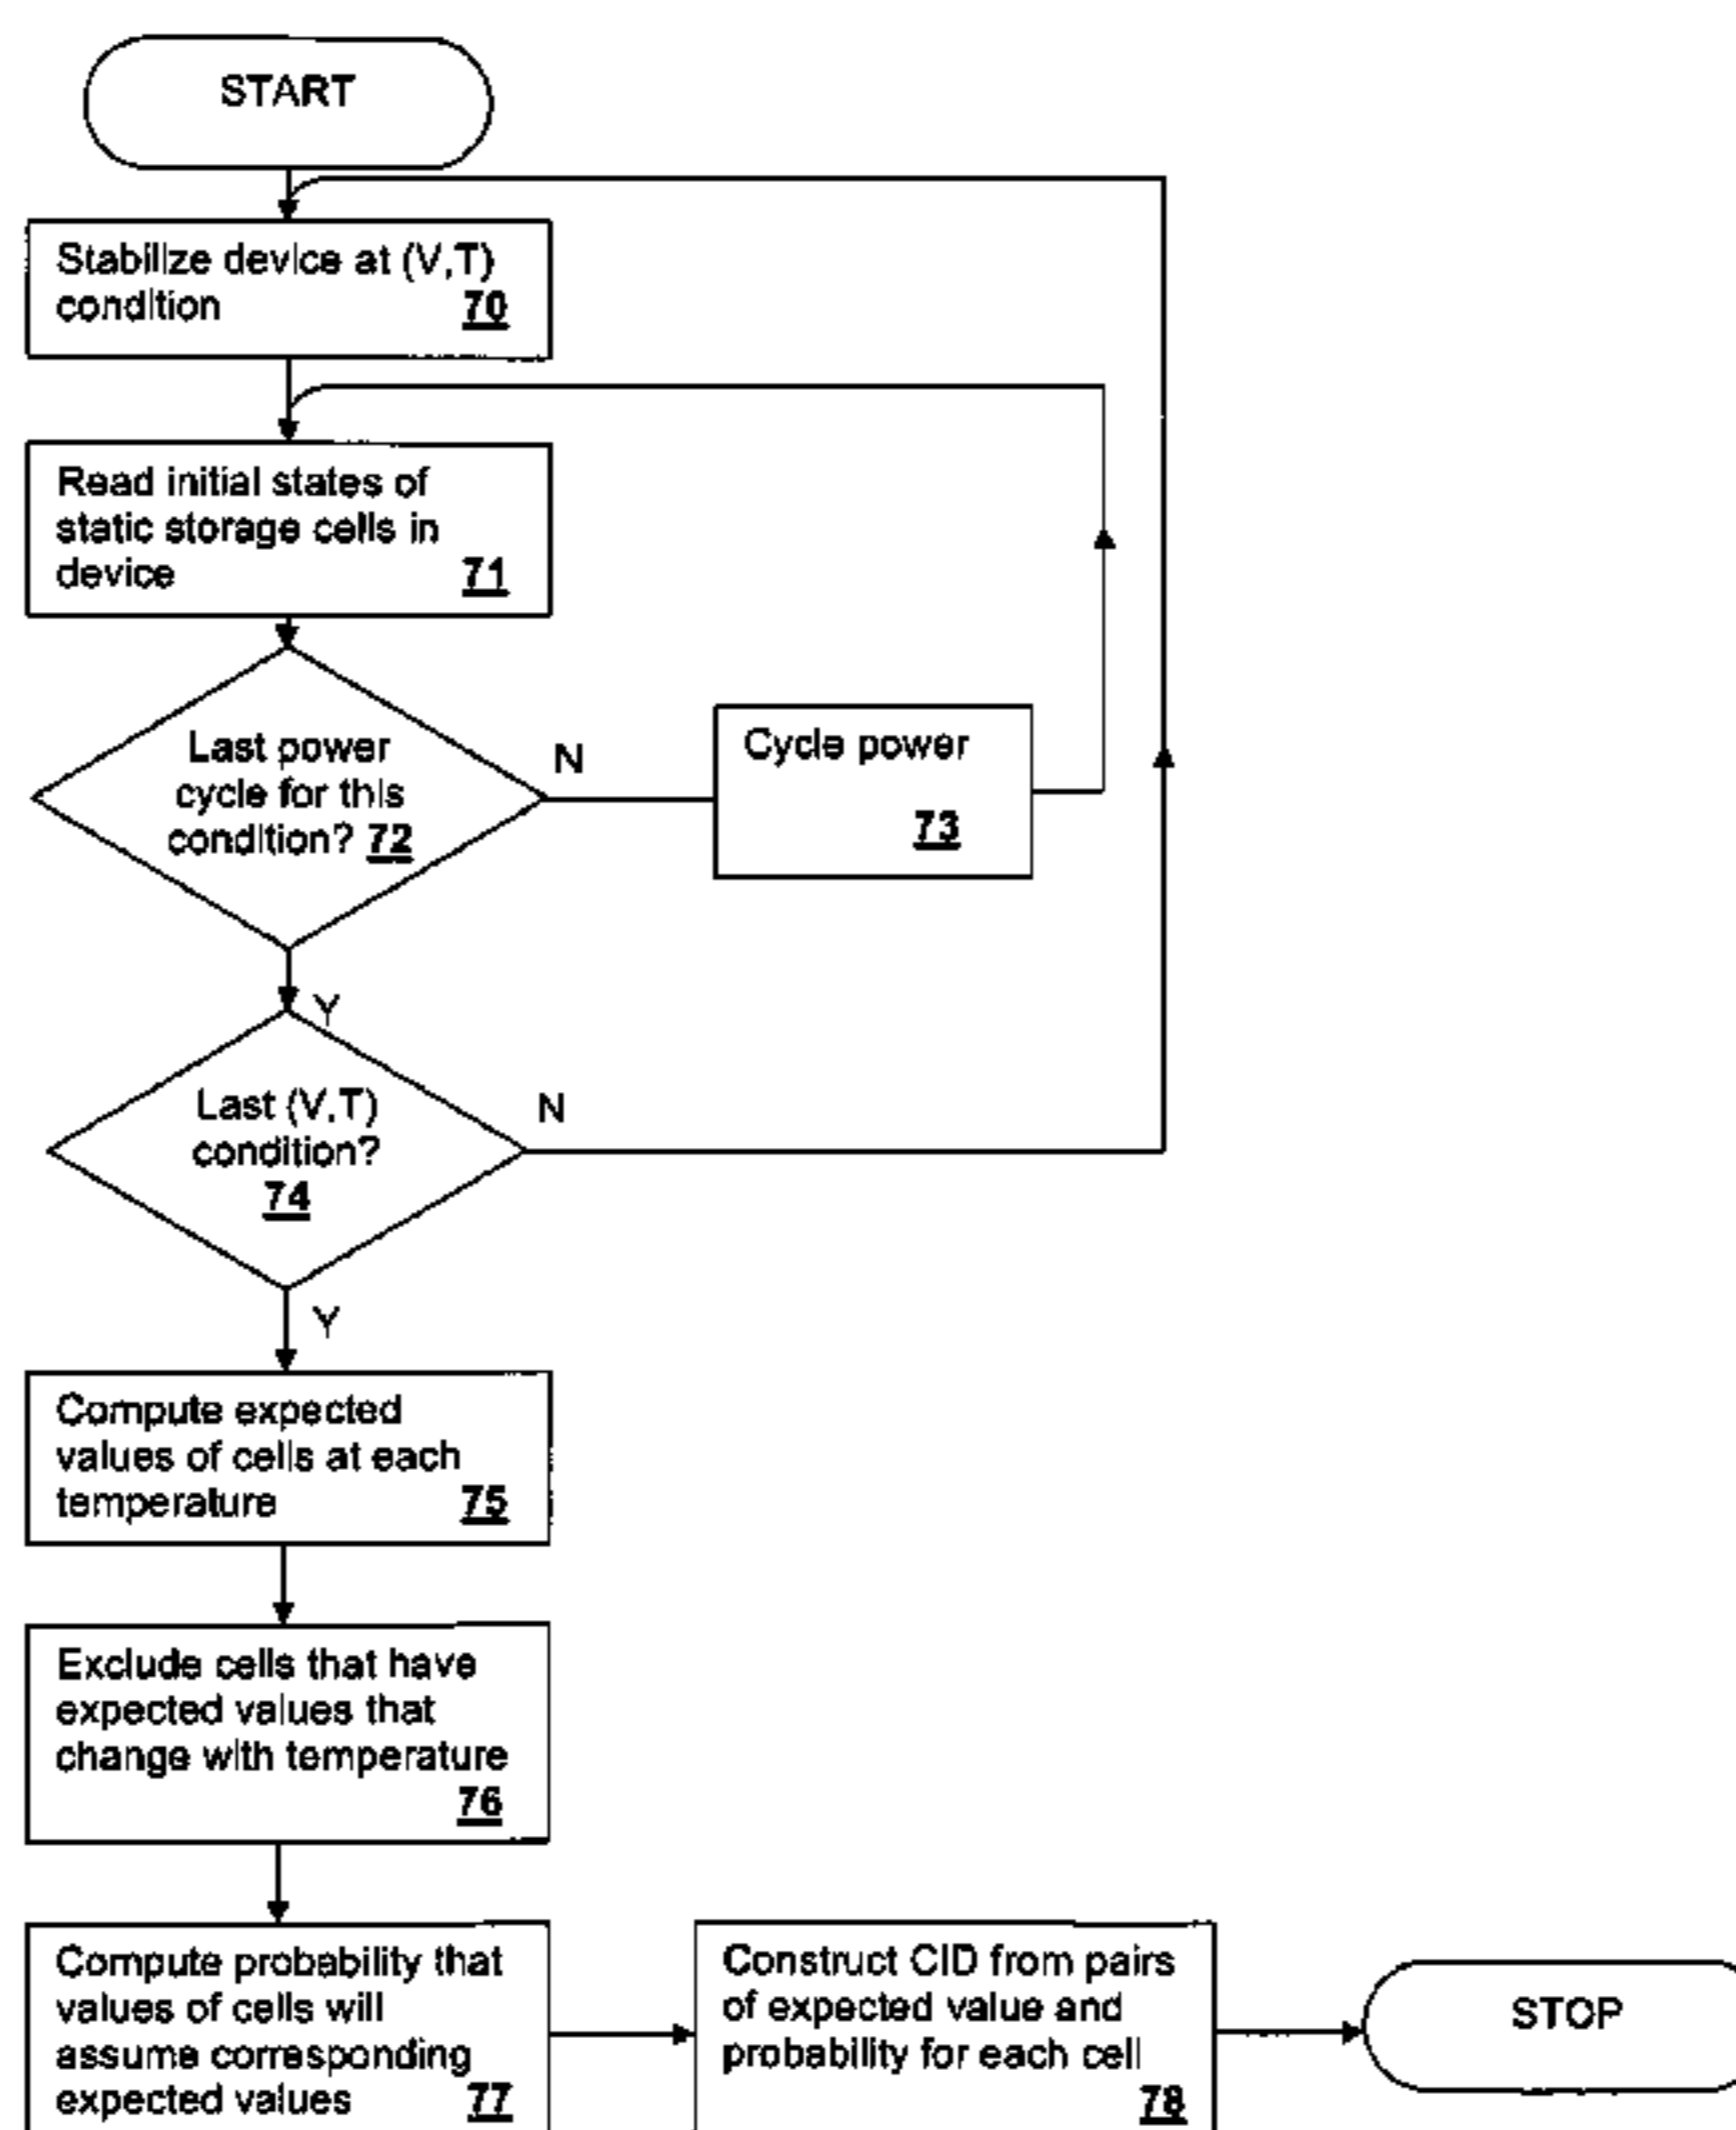 START
Stabilize device at (V,T)
condition 70
Read initial states of
static storage cells in
device 71
Last power
cycle for this
condition? 72
N
Cycle power
73
Y
Last (V,T)
condition?
74
N
Y
Compute expected
values of cells at each
temperature 75
Exclude cells that have
expected values that
change with temperature
76
Compute probability that
values of cells will
assume corresponding
expected values 77
Construct CID from pairs
of expected value and
probability for each cell
78
STOP